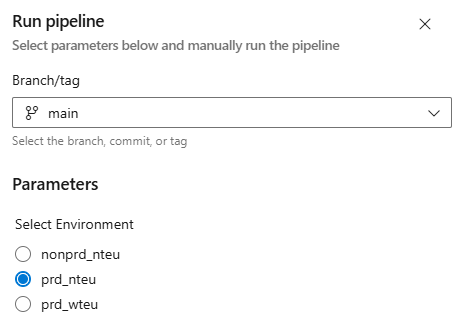 Run pipeline
Select parameters below and manually run the pipeline
Branch/tag
main
Select the branch, commit, or tag
Parameters
Select Environment
nonprd_nteu
prd_nteu
prd_wteu